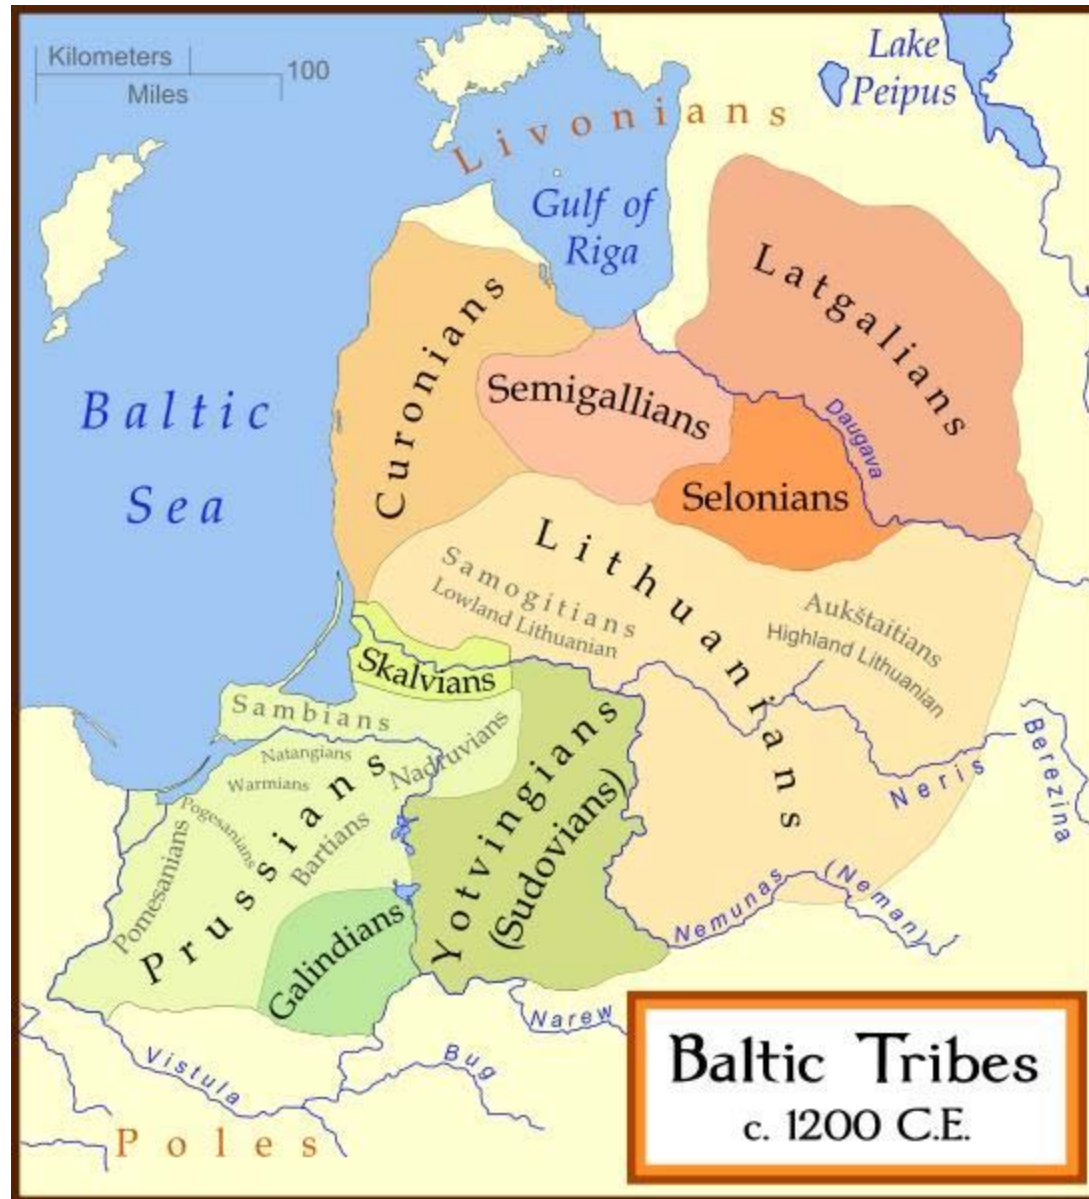 Kilometers
100
Miles
Lake
Peipus
Livonians
Gulf of
Riga
Latgalians
Curonians
Baltic
Sea
Semigallians
Daugava
Selonians
Lithuanians
Samogitians
Lowland Lithuanian
Aukštaitians
Highland Lithuanian
Skalvians
Sambians
Natangians
Nadruvians
Warmians
Pogesanians
Bartians
Pomesanians
Prussians
Galindians
Yotvingians
(Sudovians)
Neris
Berezina
Nemunas
(Neman)
Narew
Bug
Vistula
Poles
Baltic Tribes
c. 1200 C.E.